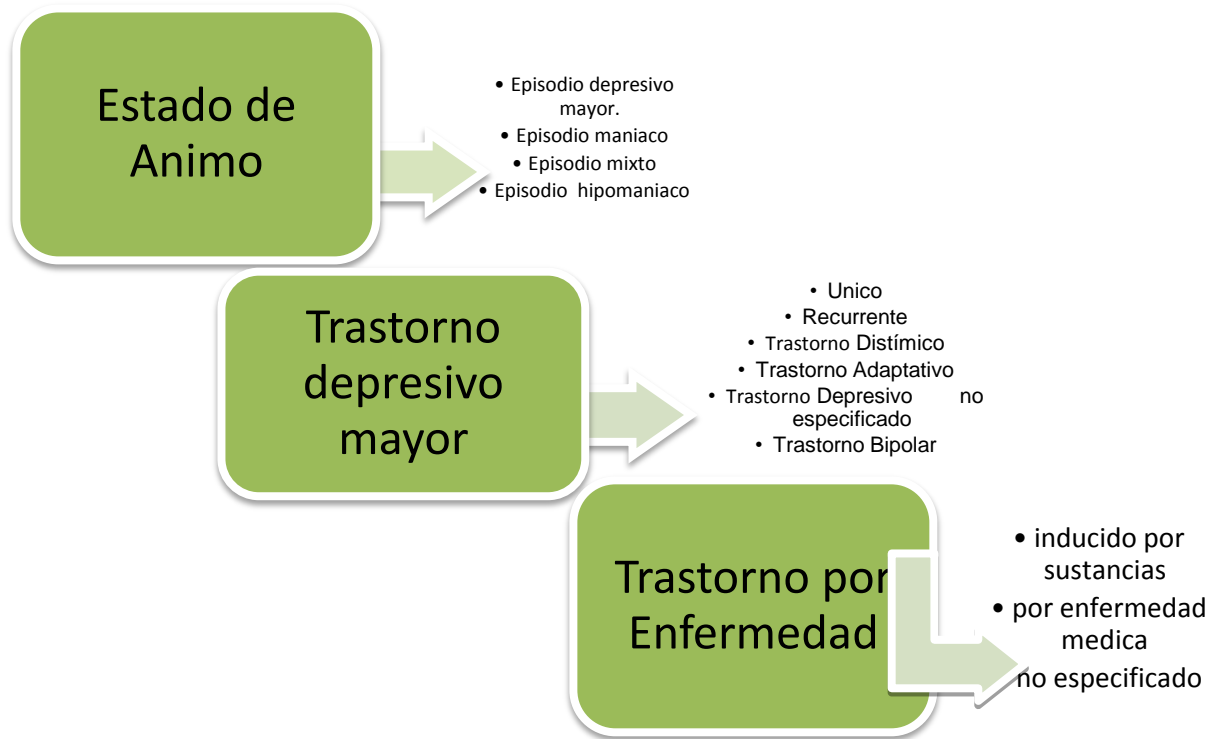 Estado de
Animo
• Episodio depresivo
mayor.
• Episodio maniaco
• Episodio mixto
• Episodio hipomaniaco
Trastorno
depresivo
mayor
• Unico
• Recurrente
• Trastorno Distímico
• Trastorno Adaptativo
• Trastorno Depresivo no
especificado
• Trastorno Bipolar
Trastorno por
Enfermedad
• inducido por
sustancias
• por enfermedad
medica
no especificado